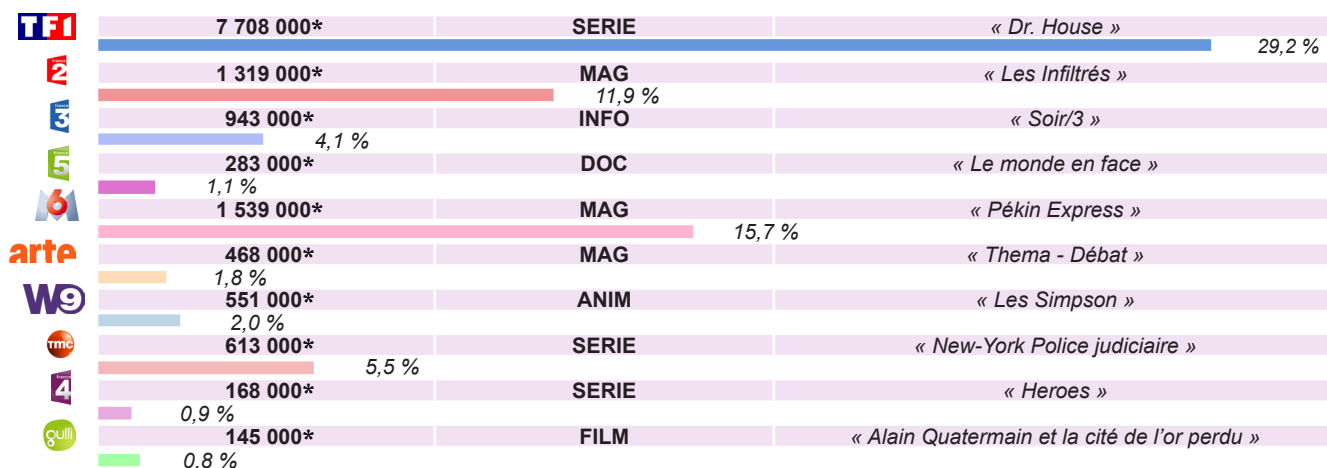 TF1 7 708 000* SERIE « Dr. House »
29,2 %
2 1 319 000* MAG « Les Infiltrés »
11,9 %
3 943 000* INFO « Soir/3 »
4,1 %
5 283 000* DOC « Le monde en face »
1,1 %
M6 1 539 000* MAG « Pékin Express »
15,7 %
arte 468 000* MAG « Thema - Débat »
1,8 %
W9 551 000* ANIM « Les Simpson »
2,0 %
TMC 613 000* SERIE « New-York Police judiciaire »
5,5 %
4 168 000* SERIE « Heroes »
0,9 %
gulli 145 000* FILM « Alain Quatermain et la cité de l’or perdu »
0,8 %